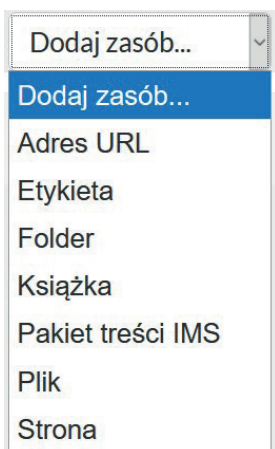 Dodaj zasób...
Dodaj zasób...
Adres URL
Etykieta
Folder
Książka
Pakiet treści IMS
Plik
Strona